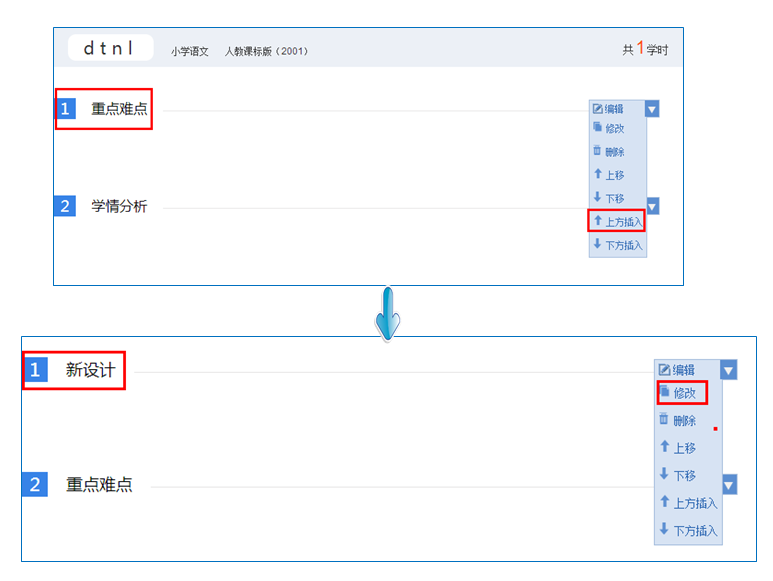 dtnl 小学语文 人教课标版（2001） 共1学时
1 重点难点
编辑
修改
删除
上移
下移
2 学情分析
上方插入
下方插入
1 新设计
编辑
修改
删除
上移
下移
2 重点难点
上方插入
下方插入